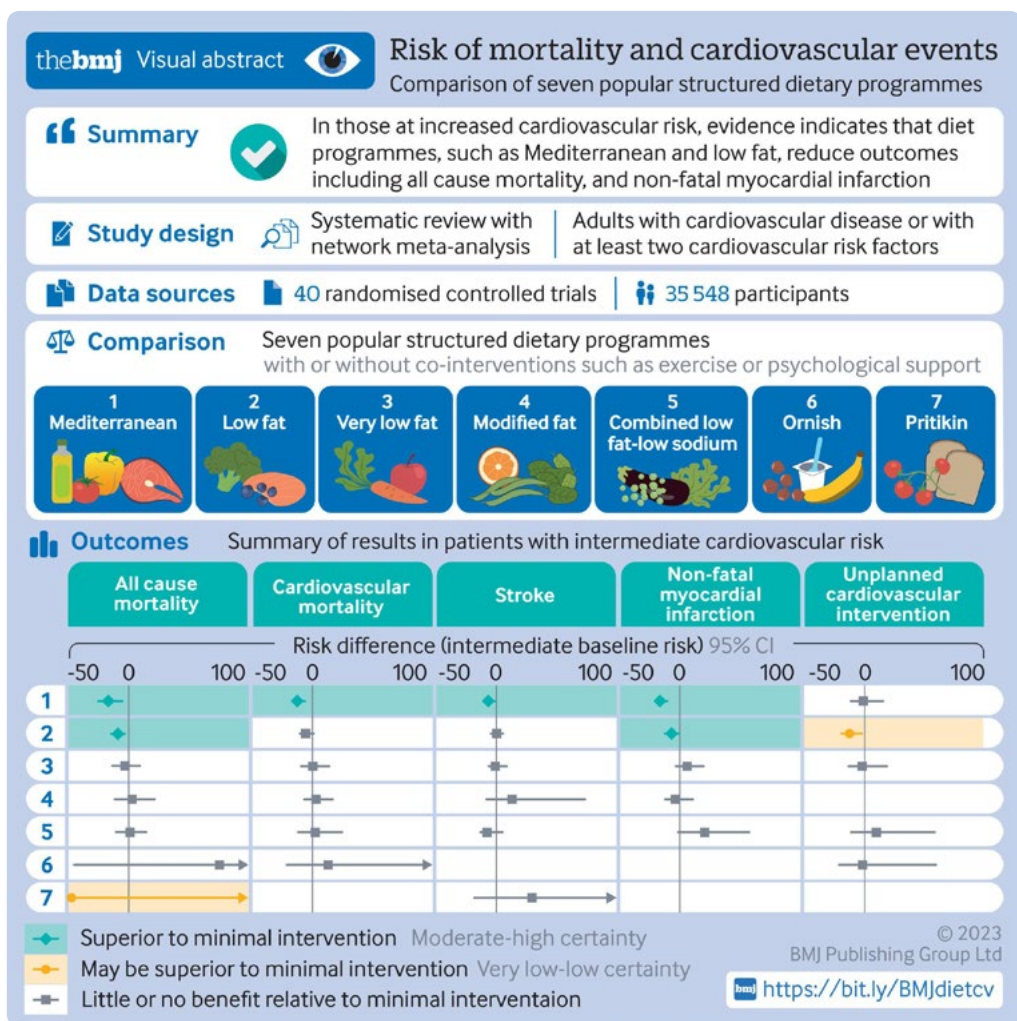 thebmj Visual abstract
Risk of mortality and cardiovascular events
Comparison of seven popular structured dietary programmes
Summary
In those at increased cardiovascular risk, evidence indicates that diet
programmes, such as Mediterranean and low fat, reduce outcomes
including all cause mortality, and non-fatal myocardial infarction
Study design
Systematic review with
network meta-analysis
Adults with cardiovascular disease or with
at least two cardiovascular risk factors
Data sources
40 randomised controlled trials
35 548 participants
Comparison
Seven popular structured dietary programmes
with or without co-interventions such as exercise or psychological support
1
Mediterranean
2
Low fat
3
Very low fat
4
Modified fat
5
Combined low
fat-low sodium
6
Ornish
7
Pritikin
Outcomes
Summary of results in patients with intermediate cardiovascular risk
All cause
mortality
Cardiovascular
mortality
Stroke
Non-fatal
myocardial
infarction
Unplanned
cardiovascular
intervention
Risk difference (intermediate baseline risk) 95% CI
-50 0 100 -50 0 100 -50 0 100 -50 0 100 -50 0 100
1
2
3
4
5
6
7
Superior to minimal intervention Moderate-high certainty
May be superior to minimal intervention Very low-low certainty
Little or no benefit relative to minimal interventaion
© 2023
BMJ Publishing Group Ltd
bmj https://bit.ly/BMJdietcv